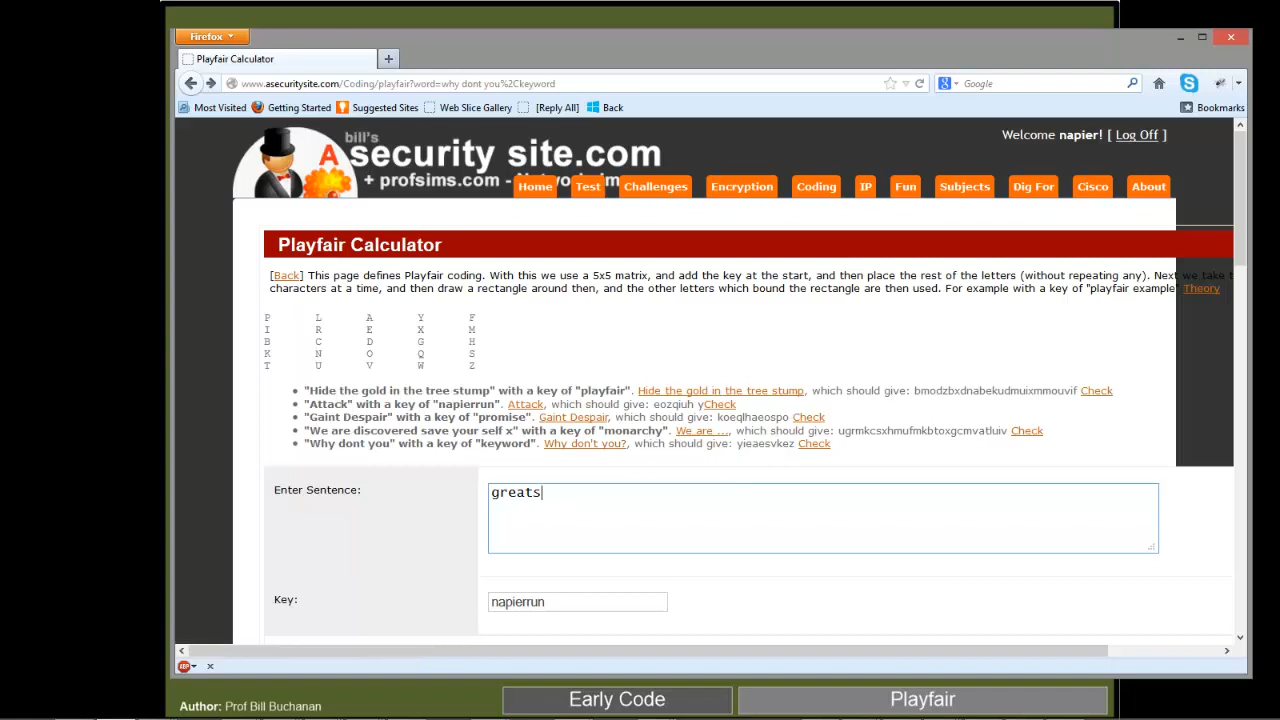 Firefox
Playfair Calculator
www.asecuritysite.com/Coding/playfair?word=why dont you%2Ckeyword
Google
Most Visited Getting Started Suggested Sites Web Slice Gallery [Reply All] Back Bookmarks
Welcome napier! [ Log Off ]
bill's
A security site.com
+ profsims.com - Networksim
Home Test Challenges Encryption Coding IP Fun Subjects Dig For Cisco About
Playfair Calculator
[Back] This page defines Playfair coding. With this we use a 5x5 matrix, and add the key at the start, and then place the rest of the letters (without repeating any). Next we take t
characters at a time, and then draw a rectangle around then, and the other letters which bound the rectangle are then used. For example with a key of "playfair example" Theory
P L A Y F
I R E X M
B C D G H
K N O Q S
T U V W Z
• "Hide the gold in the tree stump" with a key of "playfair". Hide the gold in the tree stump, which should give: bmodzbxdnabekudmuixmmouvif Check
• "Attack" with a key of "napierrun". Attack, which should give: eozqiuh yCheck
• "Gaint Despair" with a key of "promise". Gaint Despair, which should give: koeqlhaeospo Check
• "We are discovered save your self x" with a key of "monarchy". We are ..., which should give: ugrmkcsxhmufmkbtoxgcmvatluiv Check
• "Why dont you" with a key of "keyword". Why don't you?, which should give: yieaesvkez Check
Enter Sentence:
greats
Key:
napierrun
ABP
Author: Prof Bill Buchanan
Early Code
Playfair